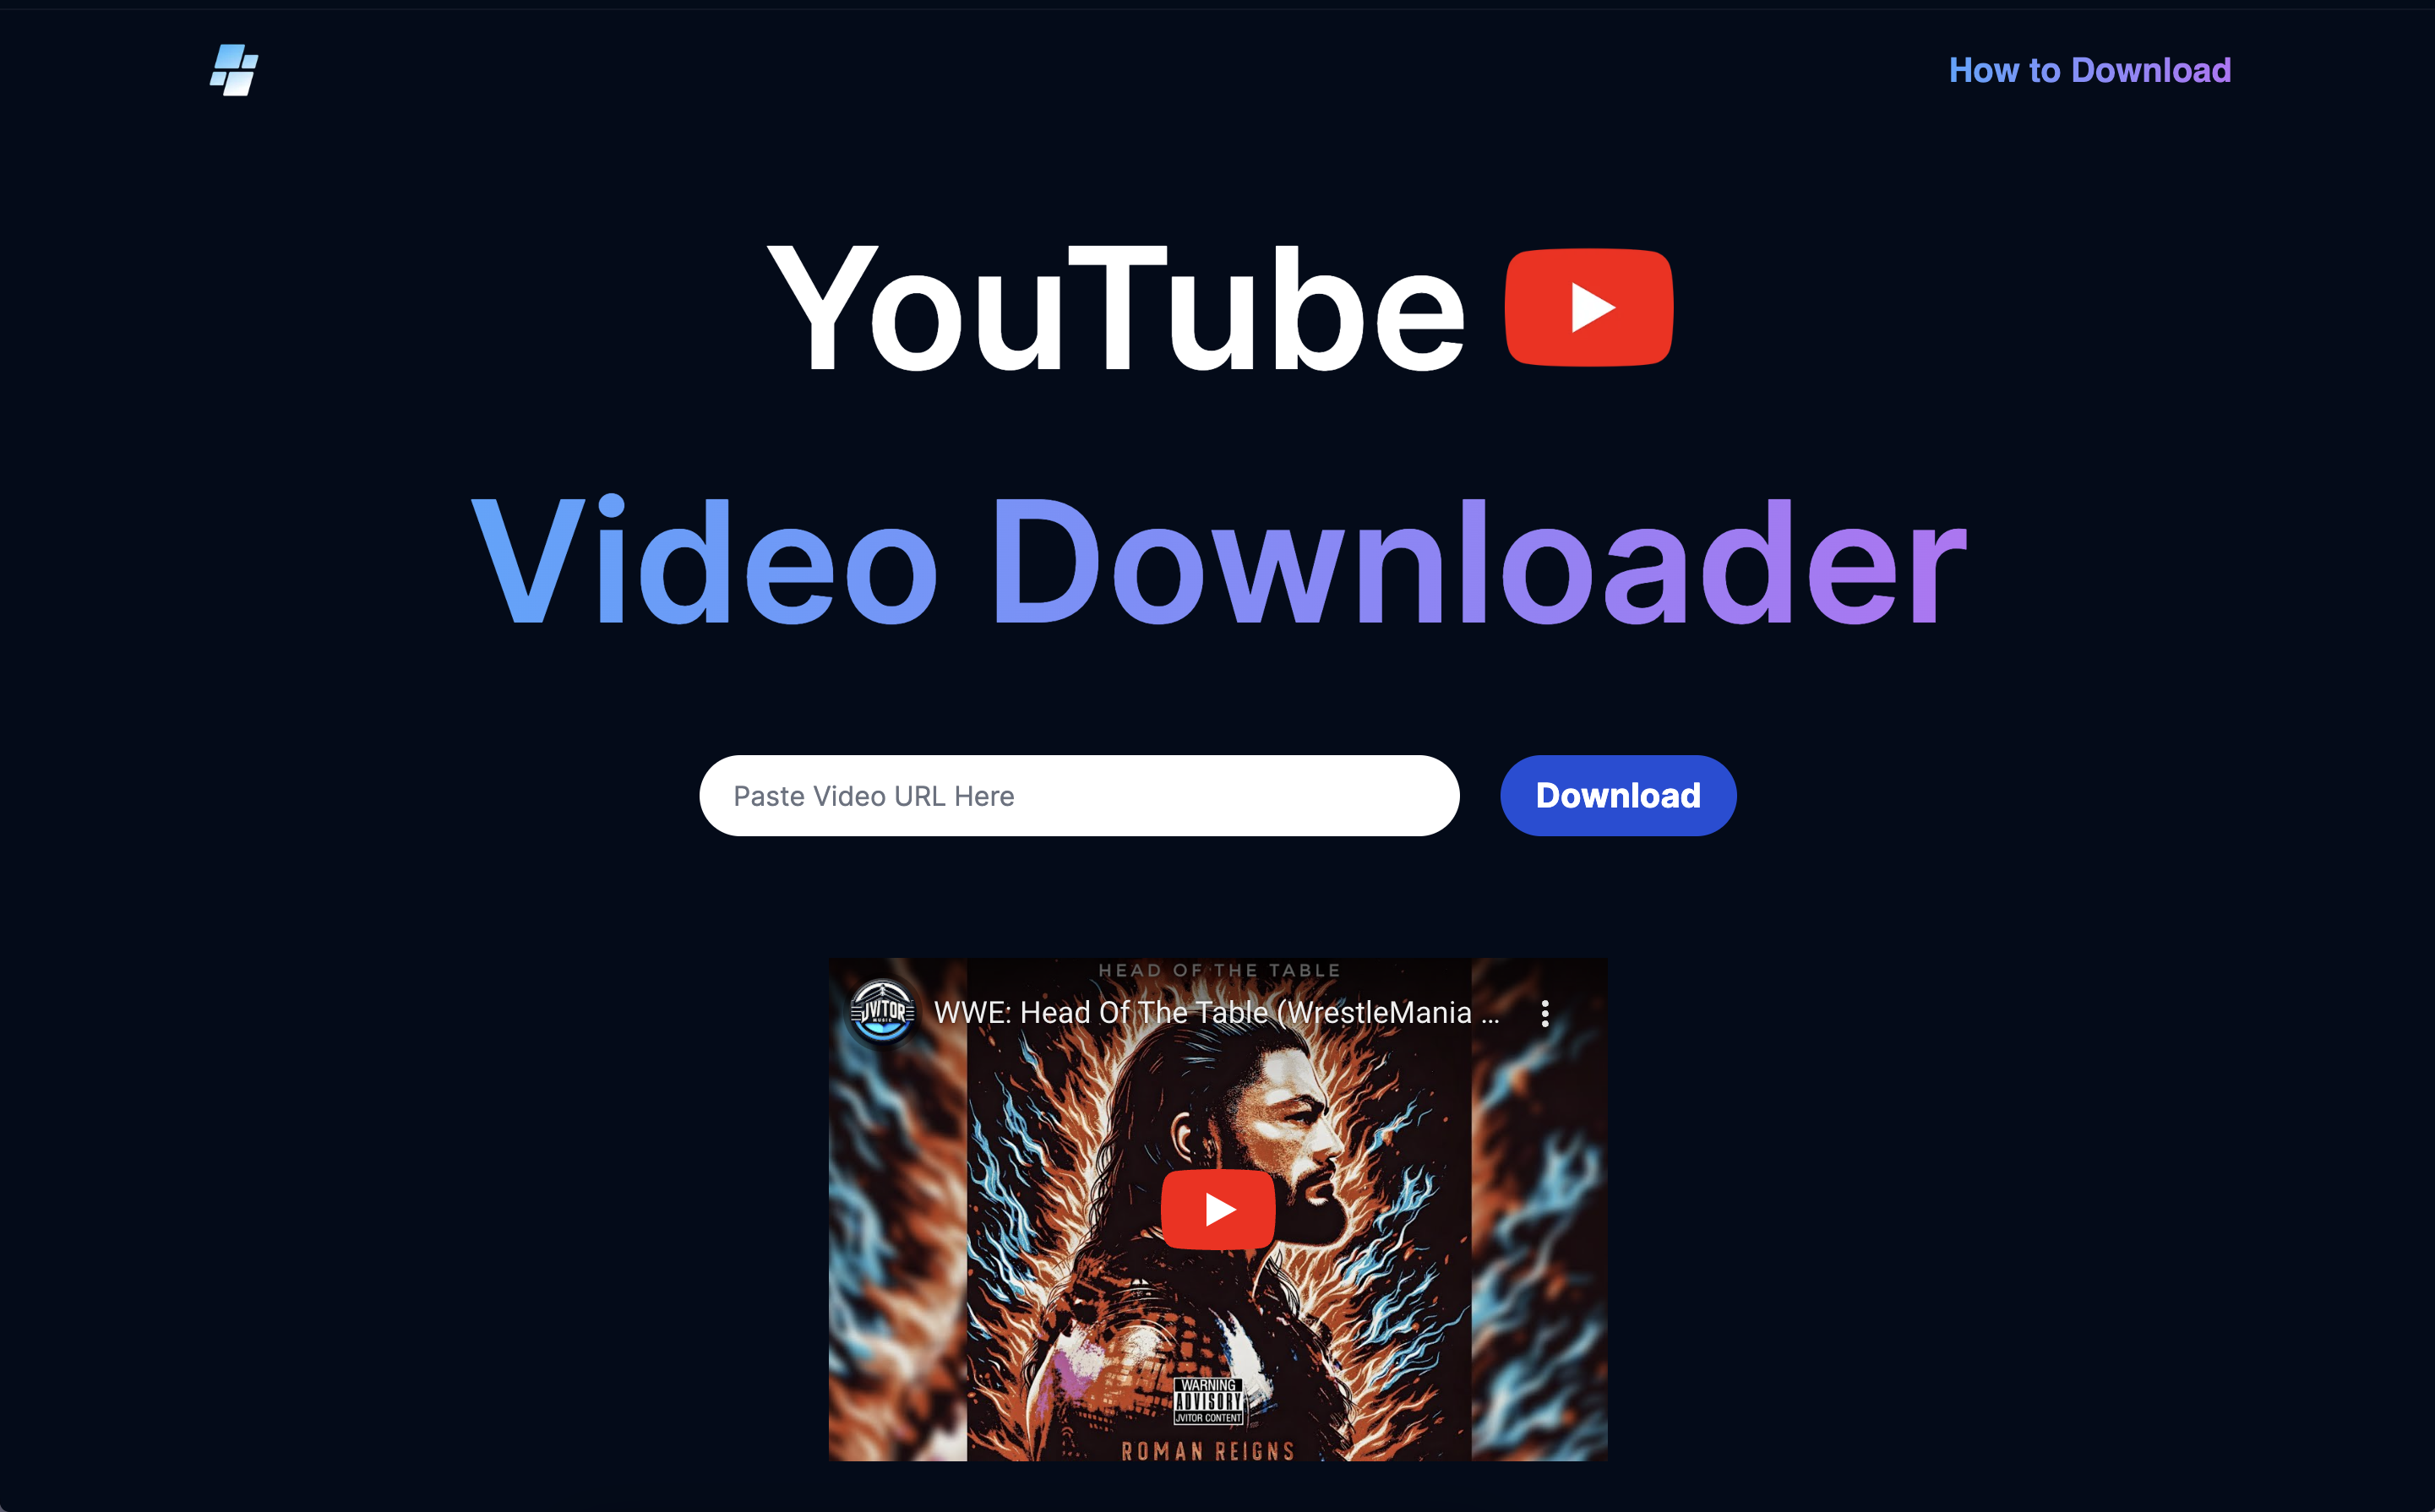 How to Download
YouTube
Video Downloader
Paste Video URL Here
Download
HEAD OF THE TABLE
JVITOR
MUSIC
WWE: Head Of The Table (WrestleMania ...
WARNING
ADVISORY
JVITOR CONTENT
ROMAN REIGNS